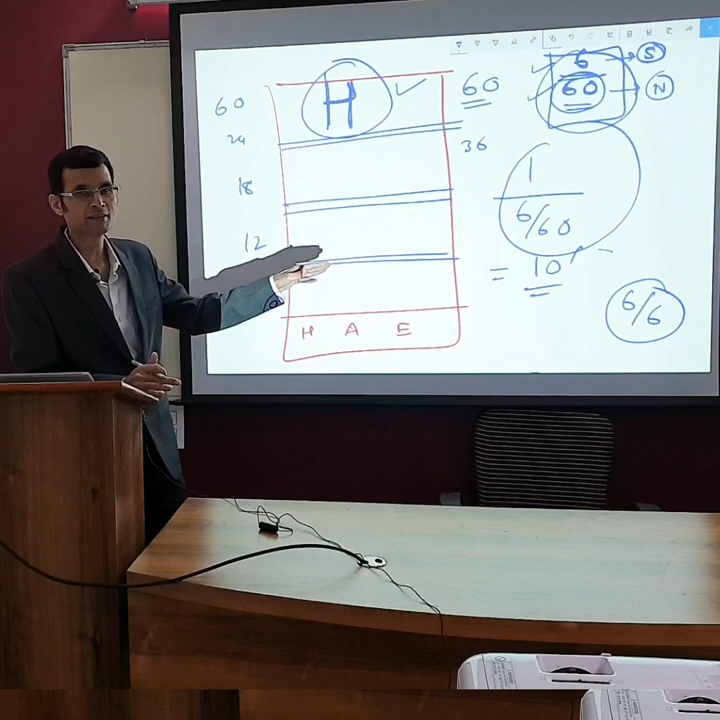 60
H
60
24
36
18
12
H A E
6 → S
60 → N
1
6/60
= 10'
6/6